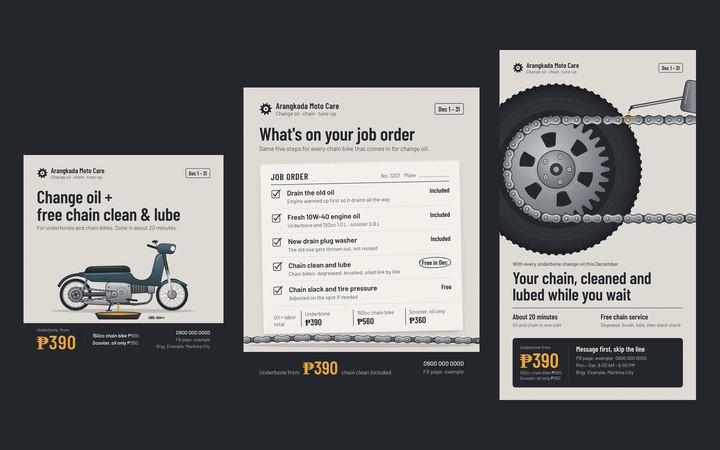 Arangkada Moto Care
Change oil · chain · tune-up
Dec 1 – 31
Change oil +
free chain clean & lube
For underbones and chain bikes. Done in about 20 minutes.
Underbone, from
₱390
150cc chain bike ₱560
Scooter, oil only ₱360
0900 000 0000
FB page: example
Brgy. Example, Marikina City
Arangkada Moto Care
Change oil · chain · tune-up
Dec 1 – 31
What's on your job order
Same five steps for every chain bike that comes in for change oil.
JOB ORDER
No. 1207 Plate
Drain the old oil
Included
Engine warmed up first so it drains all the way
Fresh 10W-40 engine oil
Included
Underbone and 150cc 1.0 L · scooter 0.8 L
New drain plug washer
Included
The old one gets thrown out, not reused
Chain clean and lube
Free in Dec
Chain bikes: degreased, brushed, oiled link by link
Chain slack and tire pressure
Free
Adjusted on the spot if needed
Oil + labor total
Underbone
₱390
150cc chain bike
₱560
Scooter, oil only
₱360
Underbone from ₱390 chain clean included
0900 000 0000
FB page: example
Arangkada Moto Care
Change oil · chain · tune-up
Dec 1 – 31
With every underbone change oil this December
Your chain, cleaned and
lubed while you wait
About 20 minutes
Oil and chain in one visit
Free chain service
Degrease, brush, lube, then slack check
Underbone from
₱390
150cc chain bike ₱560
Scooter, oil only ₱360
Message first, skip the line
FB page: example · 0900 000 0000
Mon – Sat, 8:00 AM – 6:00 PM
Brgy. Example, Marikina City